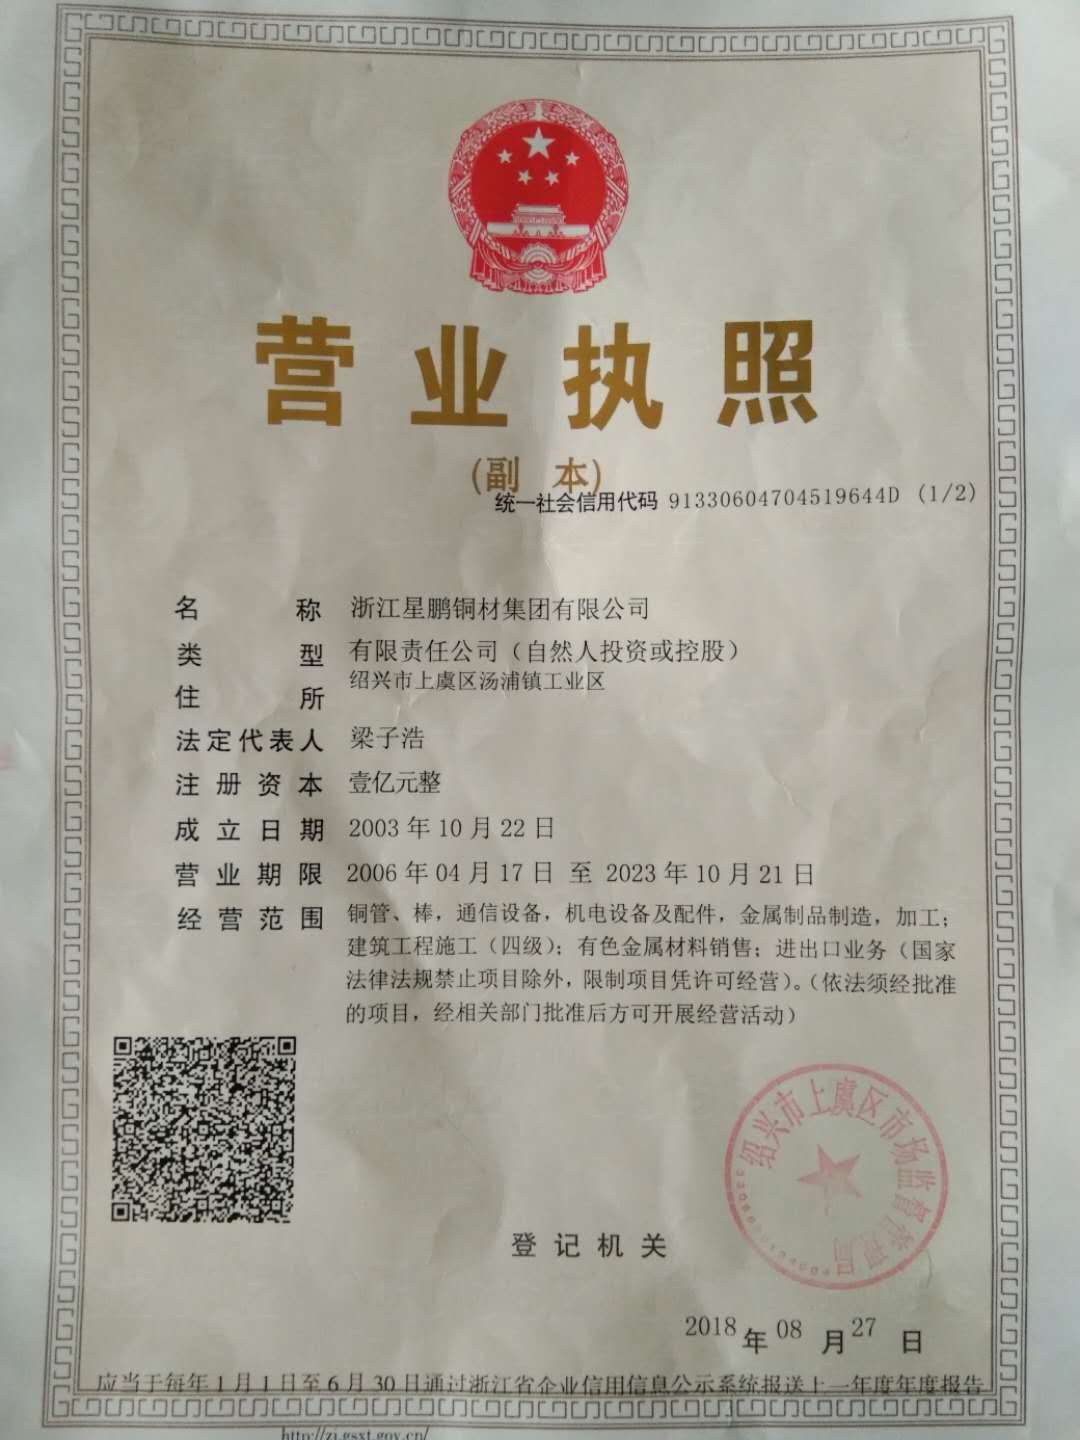 营业执照
(副 本)
统一社会信用代码 91330604704519644D (1/2)
名 称 浙江星鹏铜材集团有限公司
类 型 有限责任公司（自然人投资或控股）
住 所 绍兴市上虞区汤浦镇工业区
法定代表人 梁子浩
注册资本 壹亿元整
成立日期 2003年10月22日
营业期限 2006年04月17日 至 2023年10月21日
经营范围 铜管、棒，通信设备，机电设备及配件，金属制品制造，加工；
建筑工程施工（四级）；有色金属材料销售；进出口业务（国家
法律法规禁止项目除外，限制项目凭许可经营）。（依法须经批准
的项目，经相关部门批准后方可开展经营活动）
绍兴市上虞区市场监督管理局
登记机关
2018年08月27日
应当于每年1月1日至6月30日通过浙江省企业信用信息公示系统报送上一年度年度报告
http://zj.gsxt.gov.cn/